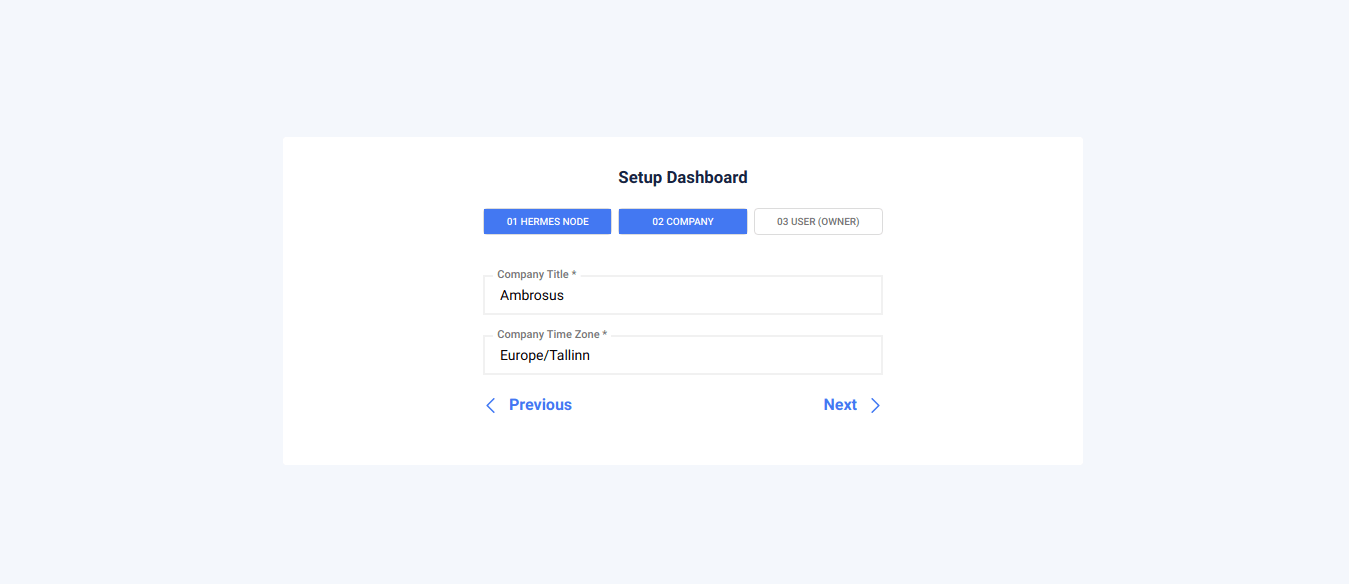 Setup Dashboard
01 HERMES NODE 02 COMPANY 03 USER (OWNER)
Company Title *
Ambrosus
Company Time Zone *
Europe/Tallinn
Previous Next